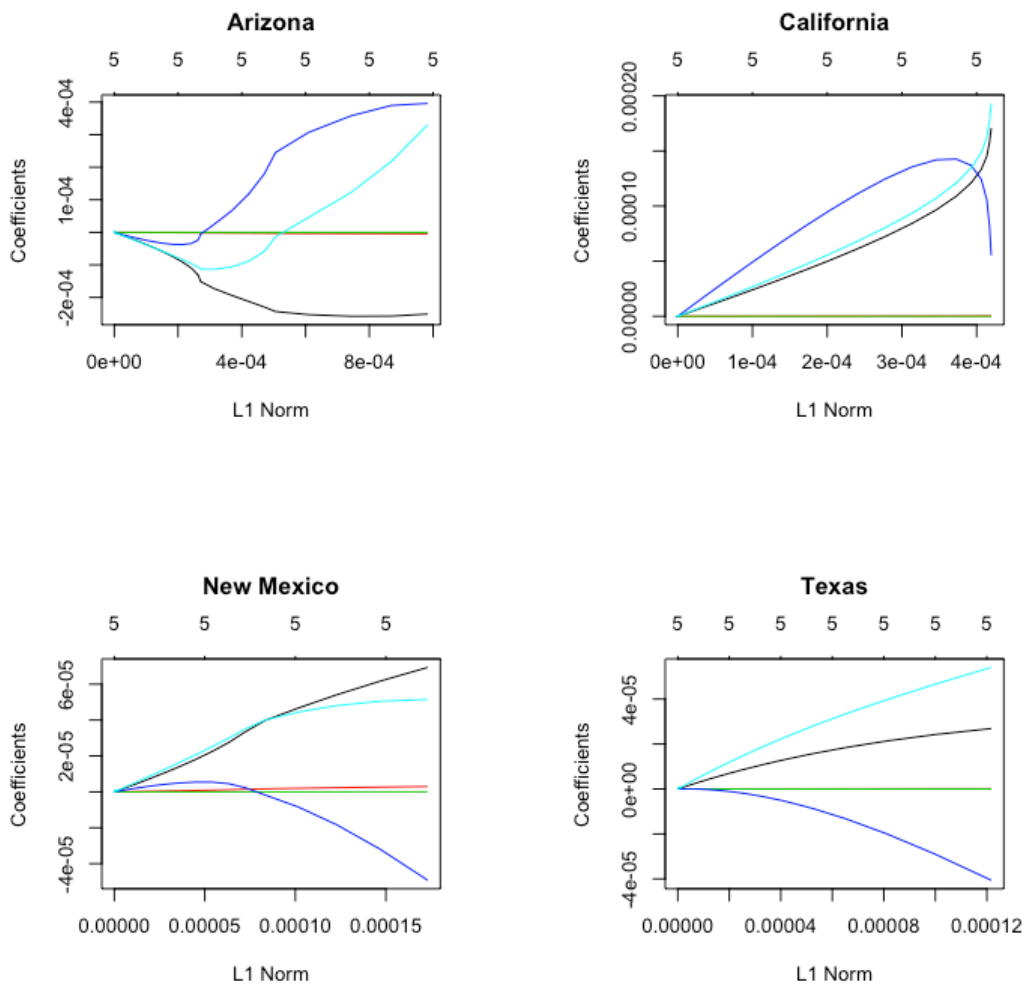 Arizona
5 5 5 5 5 5
Coefficients
4e-04
1e-04
-2e-04
0e+00 4e-04 8e-04
L1 Norm
California
5 5 5 5 5
Coefficients
0.00020
0.00010
0.00000
0e+00 1e-04 2e-04 3e-04 4e-04
L1 Norm
New Mexico
5 5 5 5
Coefficients
6e-05
2e-05
-4e-05
0.00000 0.00005 0.00010 0.00015
L1 Norm
Texas
5 5 5 5 5 5 5
Coefficients
4e-05
0e+00
-4e-05
0.00000 0.00004 0.00008 0.00012
L1 Norm